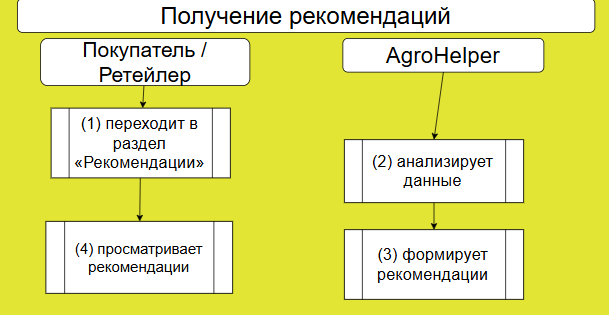 Получение рекомендаций
Покупатель /
Ретейлер
AgroHelper
(1) переходит в
раздел
«Рекомендации»
(2) анализирует
данные
(4) просматривает
рекомендации
(3) формирует
рекомендации